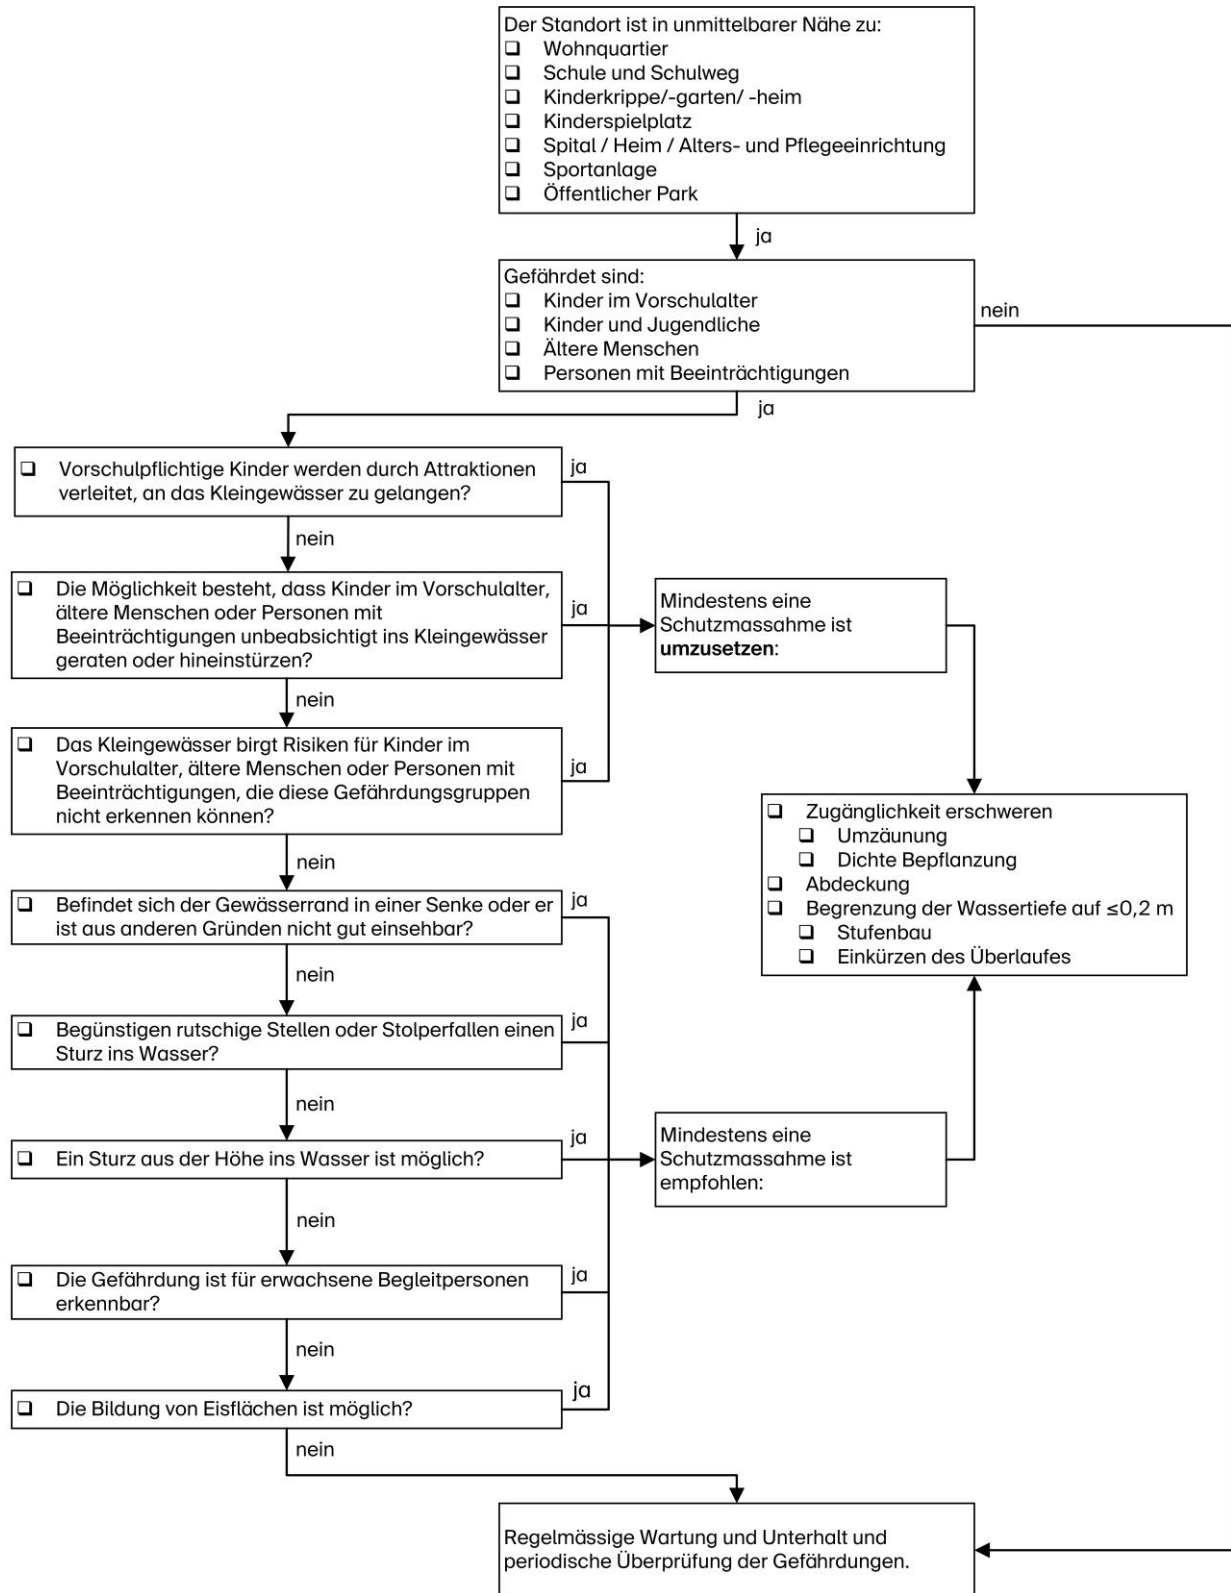 Der Standort ist in unmittelbarer Nähe zu:
❑ Wohnquartier
❑ Schule und Schulweg
❑ Kinderkrippe/-garten/ -heim
❑ Kinderspielplatz
❑ Spital / Heim / Alters- und Pflegeeinrichtung
❑ Sportanlage
❑ Öffentlicher Park
ja
Gefährdet sind:
❑ Kinder im Vorschulalter
❑ Kinder und Jugendliche
❑ Ältere Menschen
❑ Personen mit Beeinträchtigungen
nein
ja
❑ Vorschulpflichtige Kinder werden durch Attraktionen
verleitet, an das Kleingewässer zu gelangen?
ja
nein
❑ Die Möglichkeit besteht, dass Kinder im Vorschulalter,
ältere Menschen oder Personen mit
Beeinträchtigungen unbeabsichtigt ins Kleingewässer
geraten oder hineinstürzen?
ja
nein
❑ Das Kleingewässer birgt Risiken für Kinder im
Vorschulalter, ältere Menschen oder Personen mit
Beeinträchtigungen, die diese Gefährdungsgruppen
nicht erkennen können?
ja
Mindestens eine
Schutzmassahme ist
umzusetzen:
nein
❑ Befindet sich der Gewässerrand in einer Senke oder er
ist aus anderen Gründen nicht gut einsehbar?
ja
❑ Zugänglichkeit erschweren
❑ Umzäunung
❑ Dichte Bepflanzung
❑ Abdeckung
❑ Begrenzung der Wassertiefe auf ≤0,2 m
❑ Stufenbau
❑ Einkürzen des Überlaufes
nein
❑ Begünstigen rutschige Stellen oder Stolperfallen einen
Sturz ins Wasser?
ja
nein
❑ Ein Sturz aus der Höhe ins Wasser ist möglich?
ja
Mindestens eine
Schutzmassahme ist
empfohlen:
nein
❑ Die Gefährdung ist für erwachsene Begleitpersonen
erkennbar?
ja
nein
❑ Die Bildung von Eisflächen ist möglich?
ja
nein
Regelmässige Wartung und Unterhalt und
periodische Überprüfung der Gefährdungen.